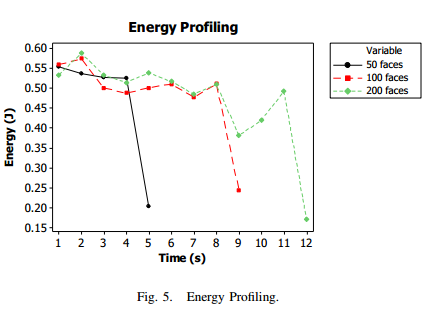 Energy Profiling
Variable
50 faces
100 faces
200 faces
Energy (J)
0.60
0.55
0.50
0.45
0.40
0.35
0.30
0.25
0.20
0.15
1 2 3 4 5 6 7 8 9 10 11 12
Time (s)
Fig. 5. Energy Profiling.